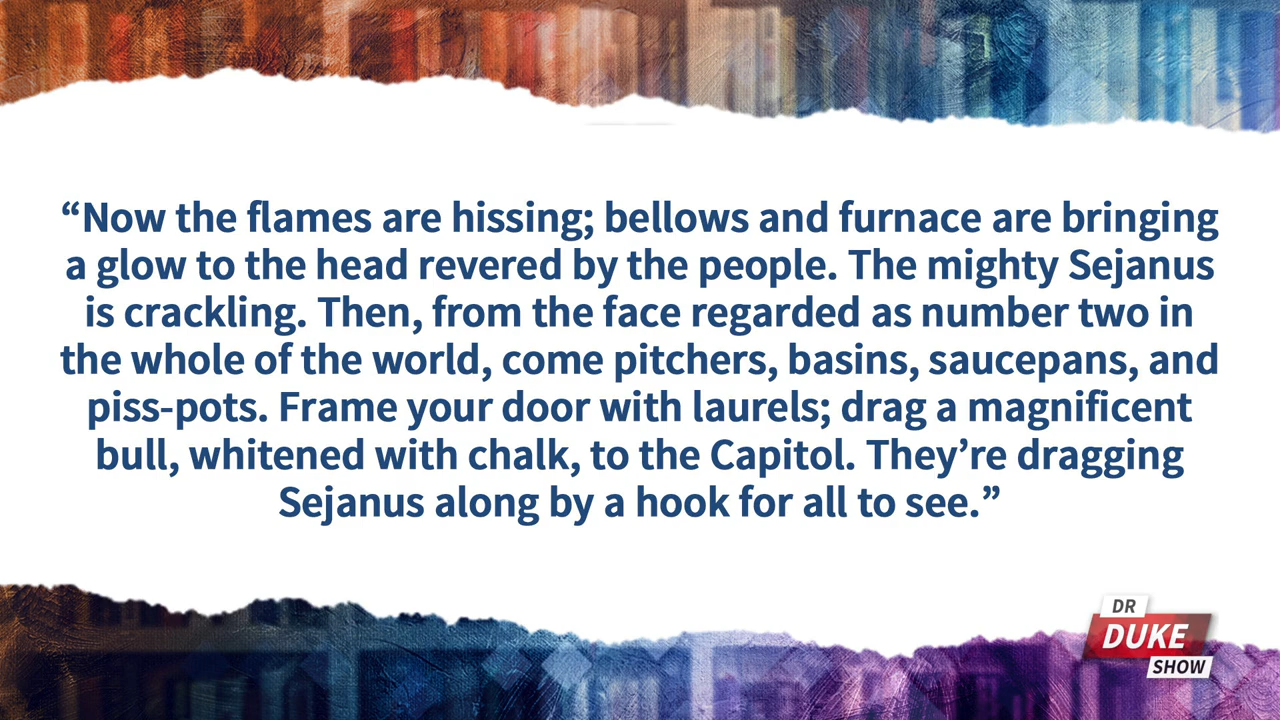 “Now the flames are hissing; bellows and furnace are bringing
a glow to the head revered by the people. The mighty Sejanus
is crackling. Then, from the face regarded as number two in
the whole of the world, come pitchers, basins, saucepans, and
piss-pots. Frame your door with laurels; drag a magnificent
bull, whitened with chalk, to the Capitol. They’re dragging
Sejanus along by a hook for all to see.”
DR
DUKE
SHOW